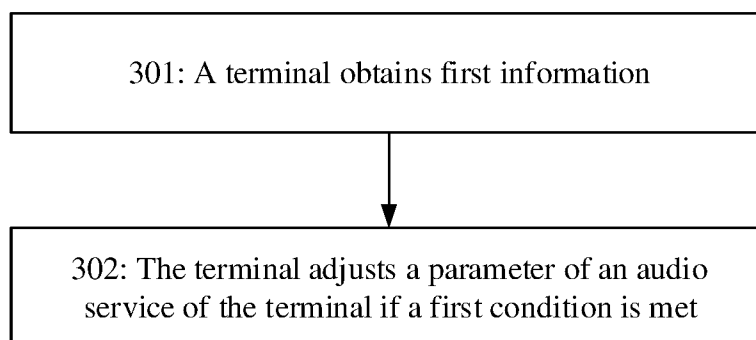 301: A terminal obtains first information
302: The terminal adjusts a parameter of an audio
service of the terminal if a first condition is met